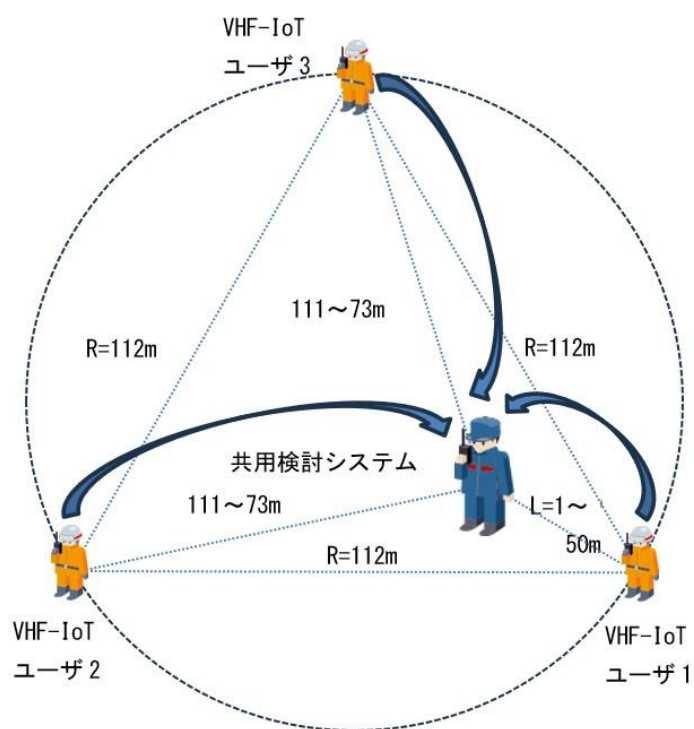 VHF-IoT
ユーザ3
111～73m
R=112m
R=112m
共用検討システム
111～73m
L=1～
50m
R=112m
VHF-IoT
ユーザ2
VHF-IoT
ユーザ1